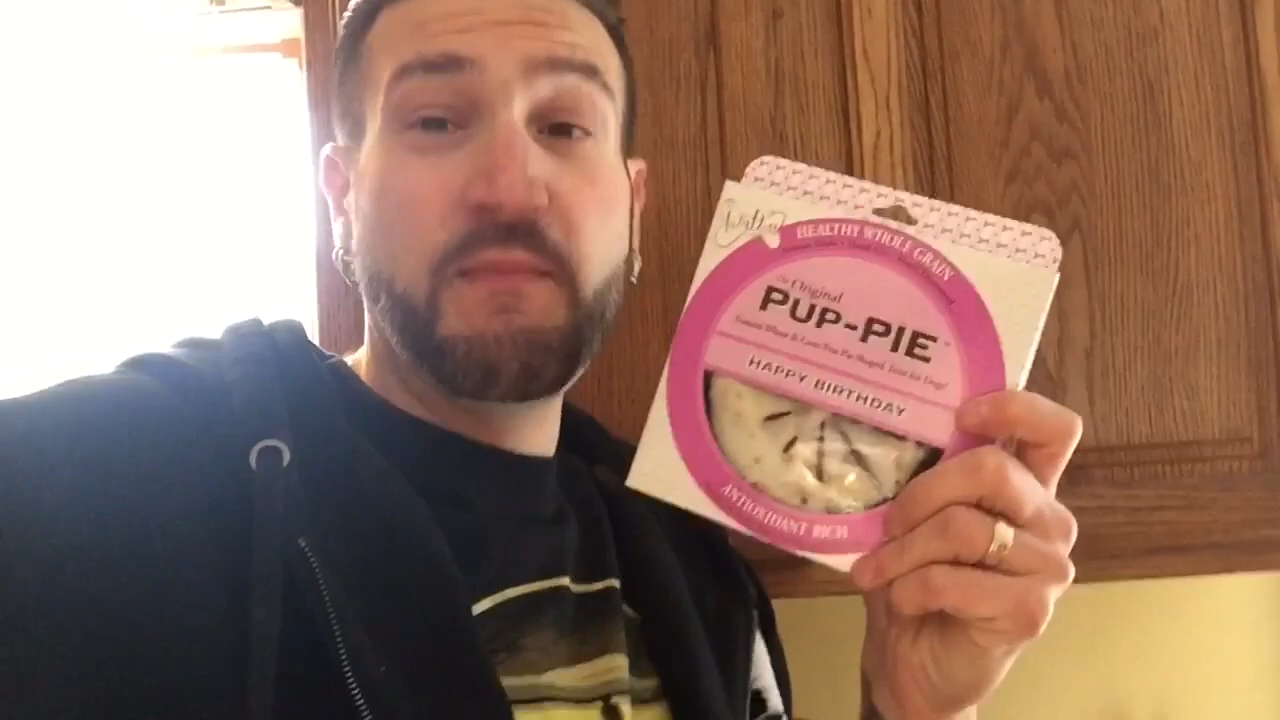 HEALTHY WHOLE GRAIN
The Original
PUP-PIE
HAPPY BIRTHDAY
ANTIOXIDANT RICH